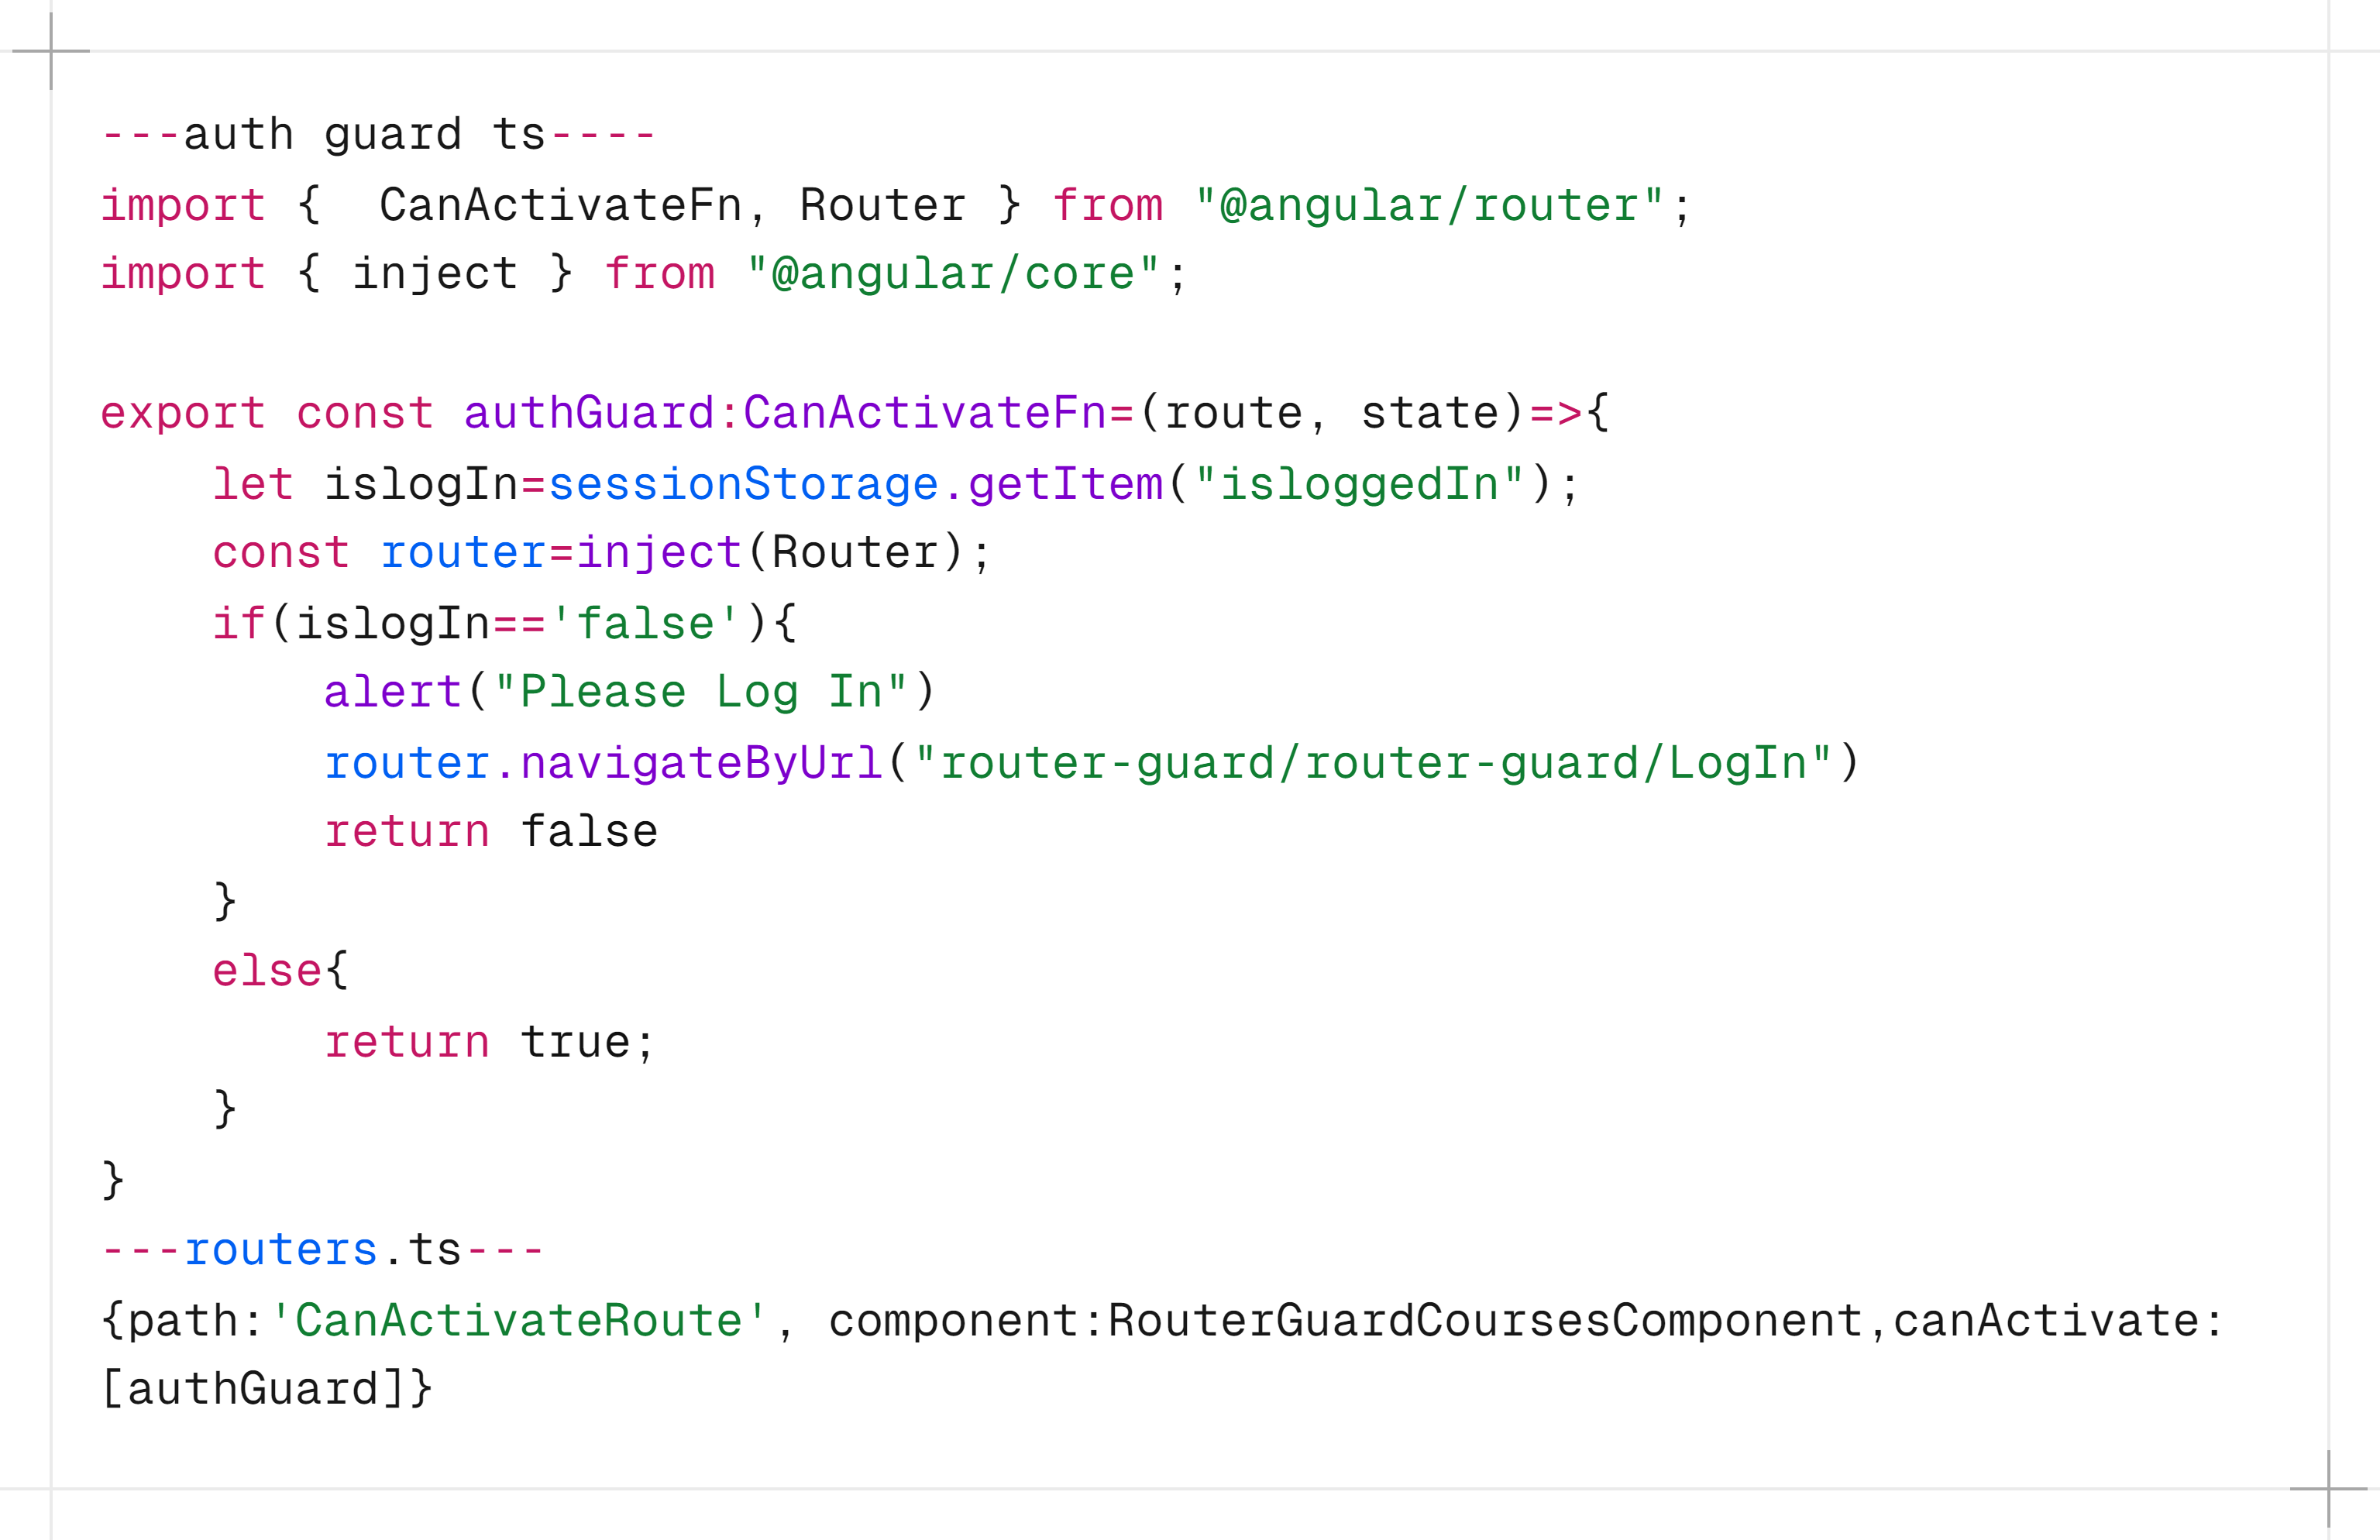 ---auth guard ts----
import {  CanActivateFn, Router } from "@angular/router";
import { inject } from "@angular/core";

export const authGuard:CanActivateFn=(route, state)=>{
    let islogIn=sessionStorage.getItem("isloggedIn");
    const router=inject(Router);
    if(islogIn=='false'){
        alert("Please Log In")
        router.navigateByUrl("router-guard/router-guard/LogIn")
        return false
    }
    else{
        return true;
    }
}
---routers.ts---
{path:'CanActivateRoute', component:RouterGuardCoursesComponent,canActivate:
[authGuard]}